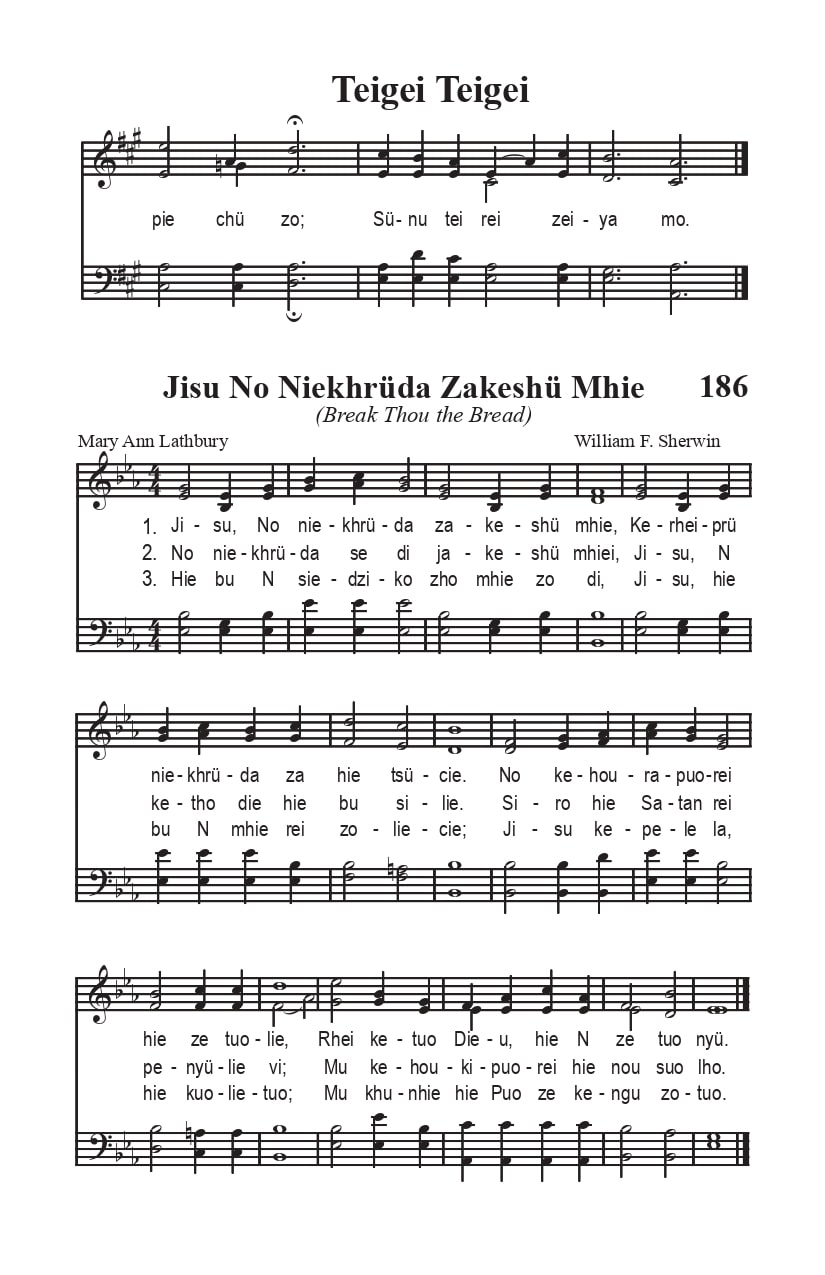 Teigei Teigei
pie chü zo; Sü- nu tei rei zei - ya mo.
Jisu No Niekhrüda Zakeshü Mhie 186
(Break Thou the Bread)
Mary Ann Lathbury William F. Sherwin
1. Ji - su, No nie - khrü - da za - ke - shü mhie, Ke - rhei - prü
2. No nie - khrü - da se di ja - ke - shü mhiei, Ji - su, N
3. Hie bu N sie - dzi - ko zho mhie zo di, Ji - su, hie
nie - khrü - da za hie tsü - cie. No ke - hou - ra - puo-rei
ke - tho die hie bu si - lie. Si - ro hie Sa - tan rei
bu N mhie rei zo - lie - cie; Ji - su ke - pe - le la,
hie ze tuo - lie, Rhei ke - tuo Die - u, hie N ze tuo nyü.
pe - nyü - lie vi; Mu ke - hou - ki - puo - rei hie nou suo lho.
hie kuo - lie - tuo; Mu khu - nhie hie Puo ze ke - ngu zo - tuo.